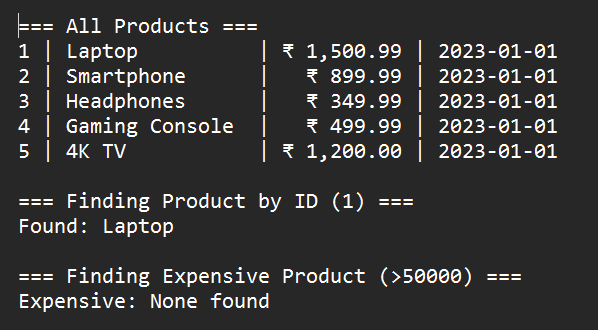 === All Products ===
1 | Laptop          | ₹ 1,500.99 | 2023-01-01
2 | Smartphone      |   ₹ 899.99 | 2023-01-01
3 | Headphones      |   ₹ 349.99 | 2023-01-01
4 | Gaming Console  |   ₹ 499.99 | 2023-01-01
5 | 4K TV           | ₹ 1,200.00 | 2023-01-01
=== Finding Product by ID (1) ===
Found: Laptop
=== Finding Expensive Product (>50000) ===
Expensive: None found